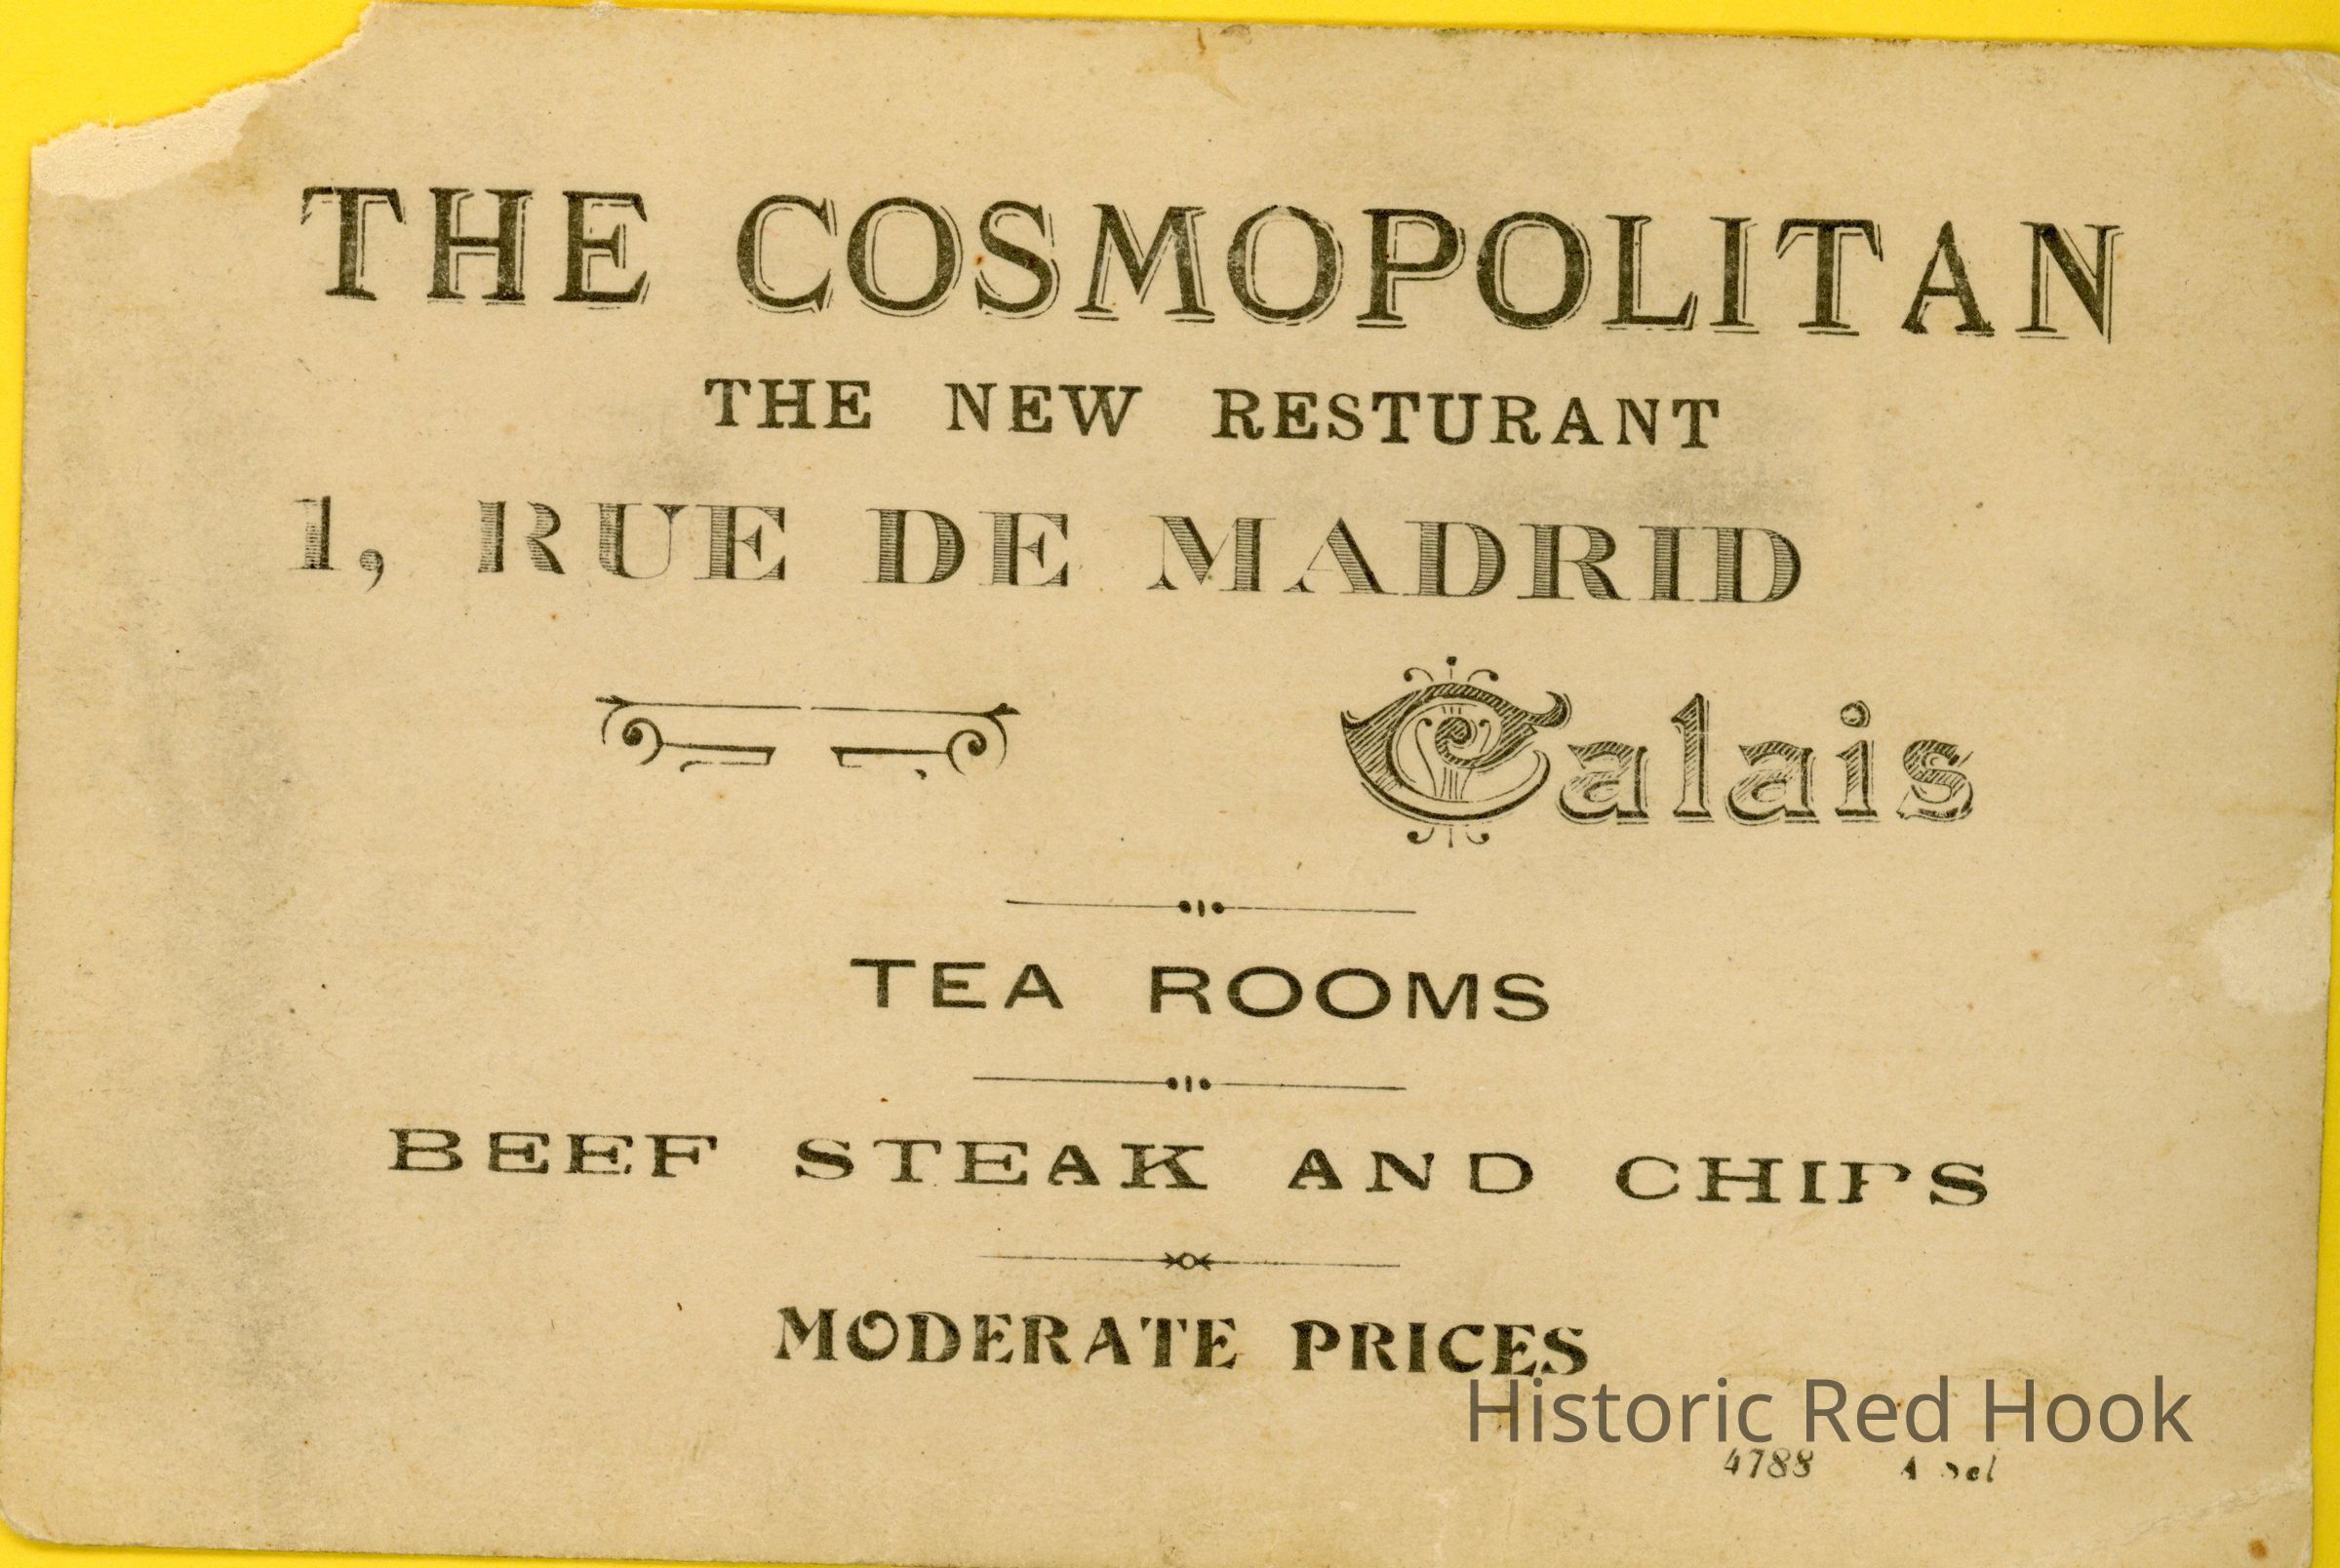 THE COSMOPOLITAN
THE NEW RESTURANT
1, RUE DE MADRID
Calais
TEA ROOMS
BEEF STEAK AND CHIPS
MODERATE PRICES
Historic Red Hook
4788